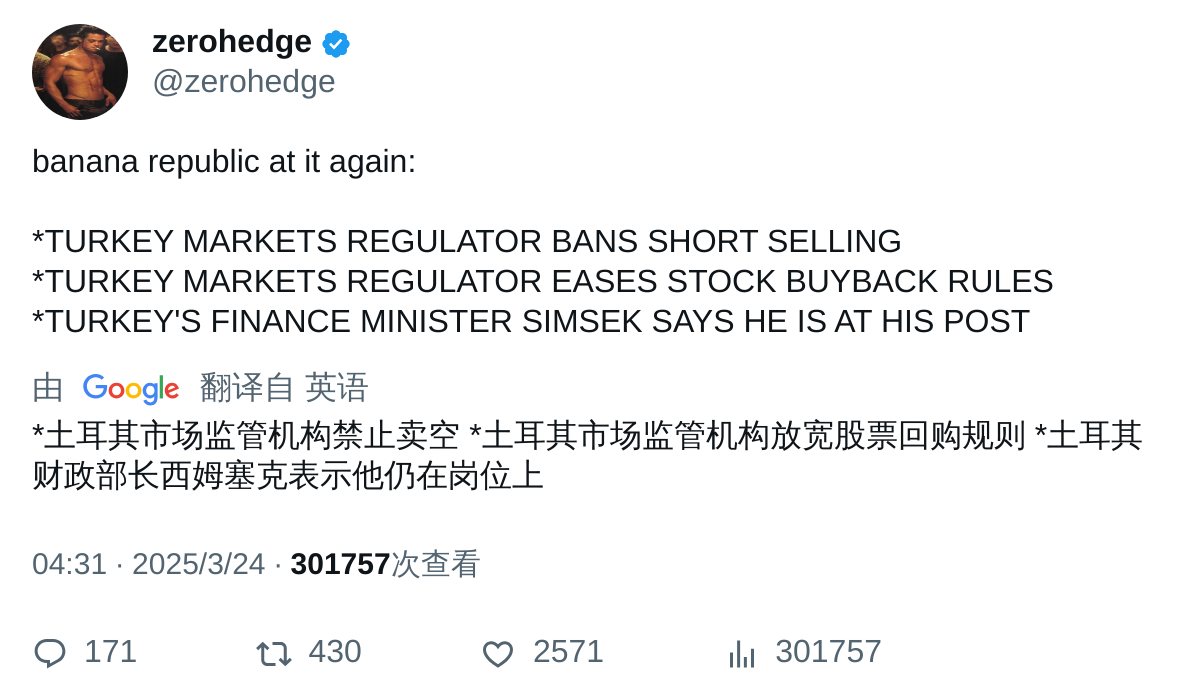 zerohedge
@zerohedge
banana republic at it again:
*TURKEY MARKETS REGULATOR BANS SHORT SELLING
*TURKEY MARKETS REGULATOR EASES STOCK BUYBACK RULES
*TURKEY'S FINANCE MINISTER SIMSEK SAYS HE IS AT HIS POST
由 Google 翻译自 英语
*土耳其市场监管机构禁止卖空 *土耳其市场监管机构放宽股票回购规则 *土耳其
财政部长西姆塞克表示他仍在岗位上
04:31 · 2025/3/24 · 301757次查看
171 430 2571 301757